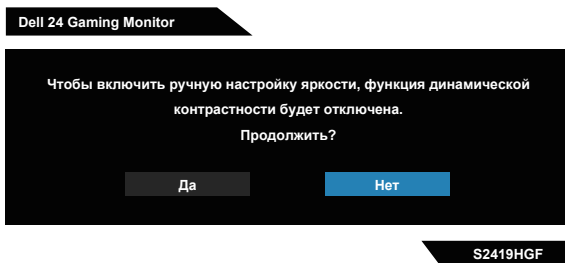 Dell 24 Gaming Monitor
Чтобы включить ручную настройку яркости, функция динамической
контрастности будет отключена.
Продолжить?
Да
Нет
S2419HGF